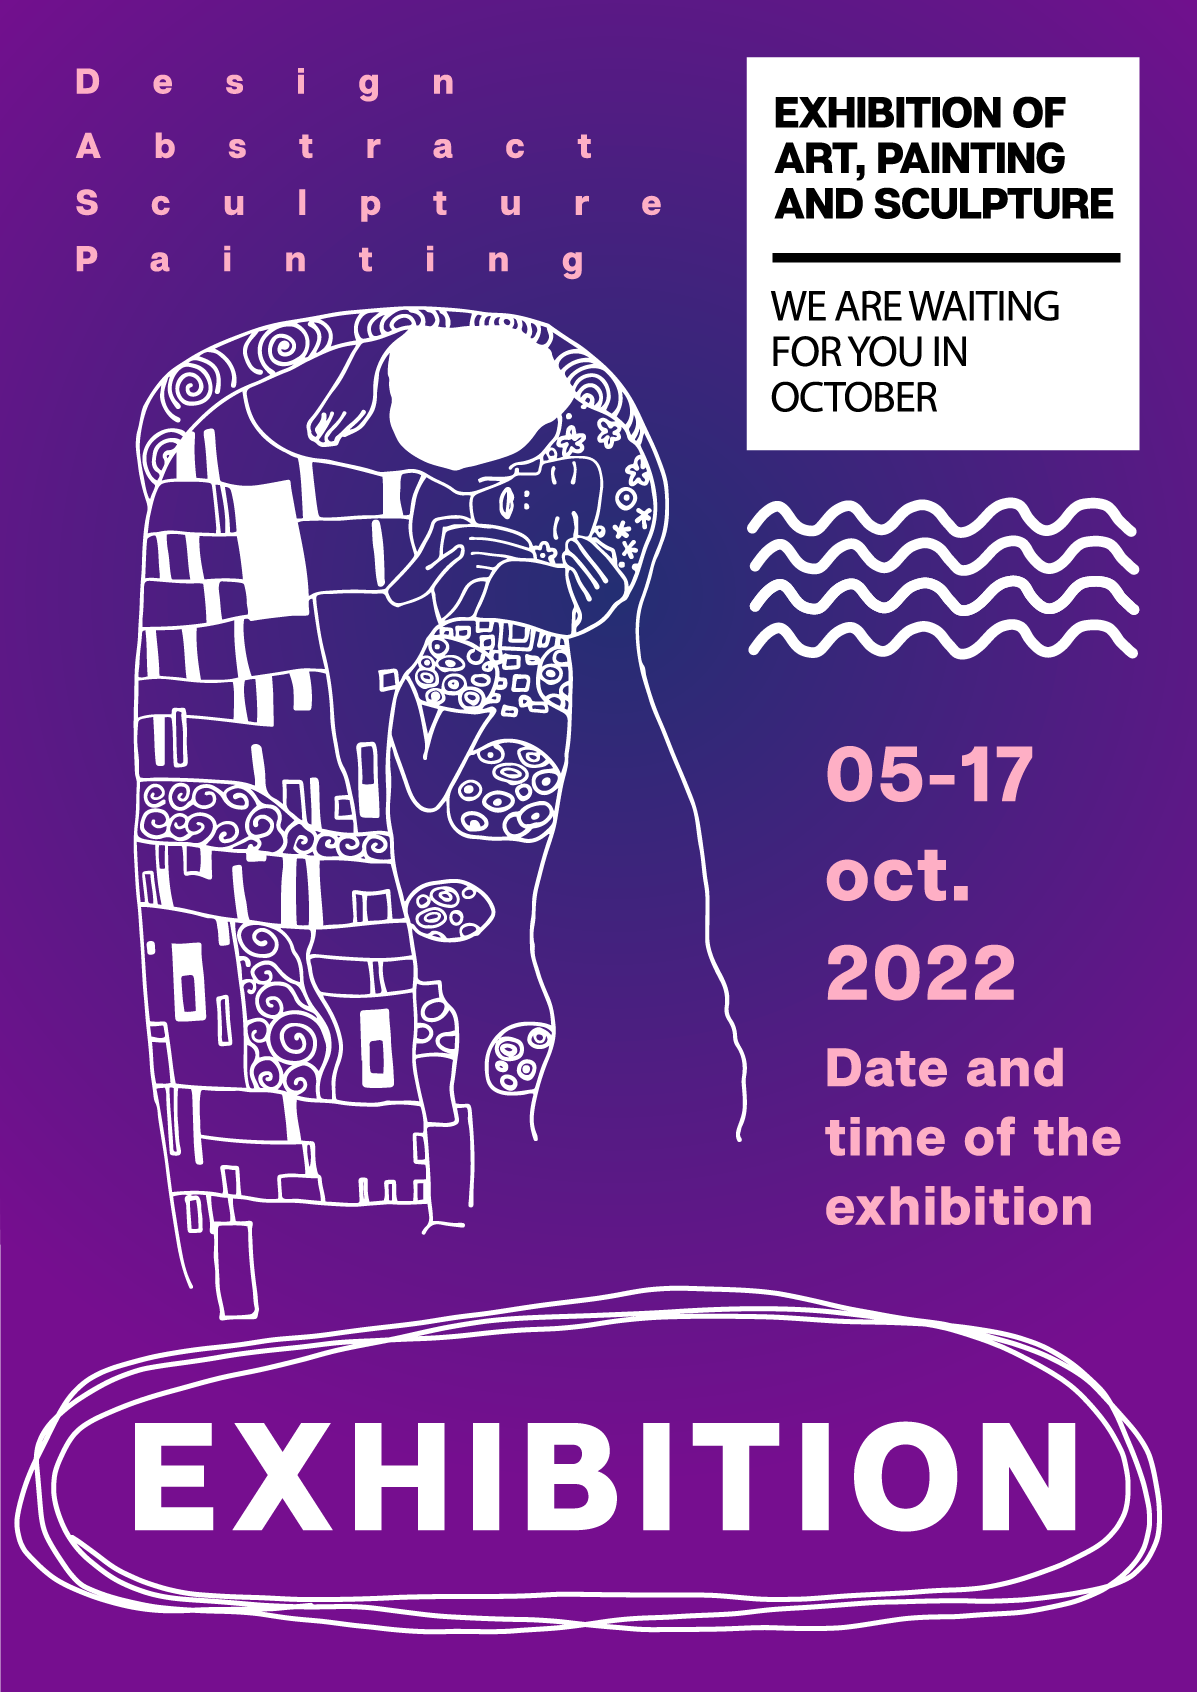 Design
Abstract
Sculpture
Painting
EXHIBITION OF
ART, PAINTING
AND SCULPTURE
WE ARE WAITING
FOR YOU IN
OCTOBER
05-17
oct.
2022
Date and
time of the
exhibition
EXHIBITION